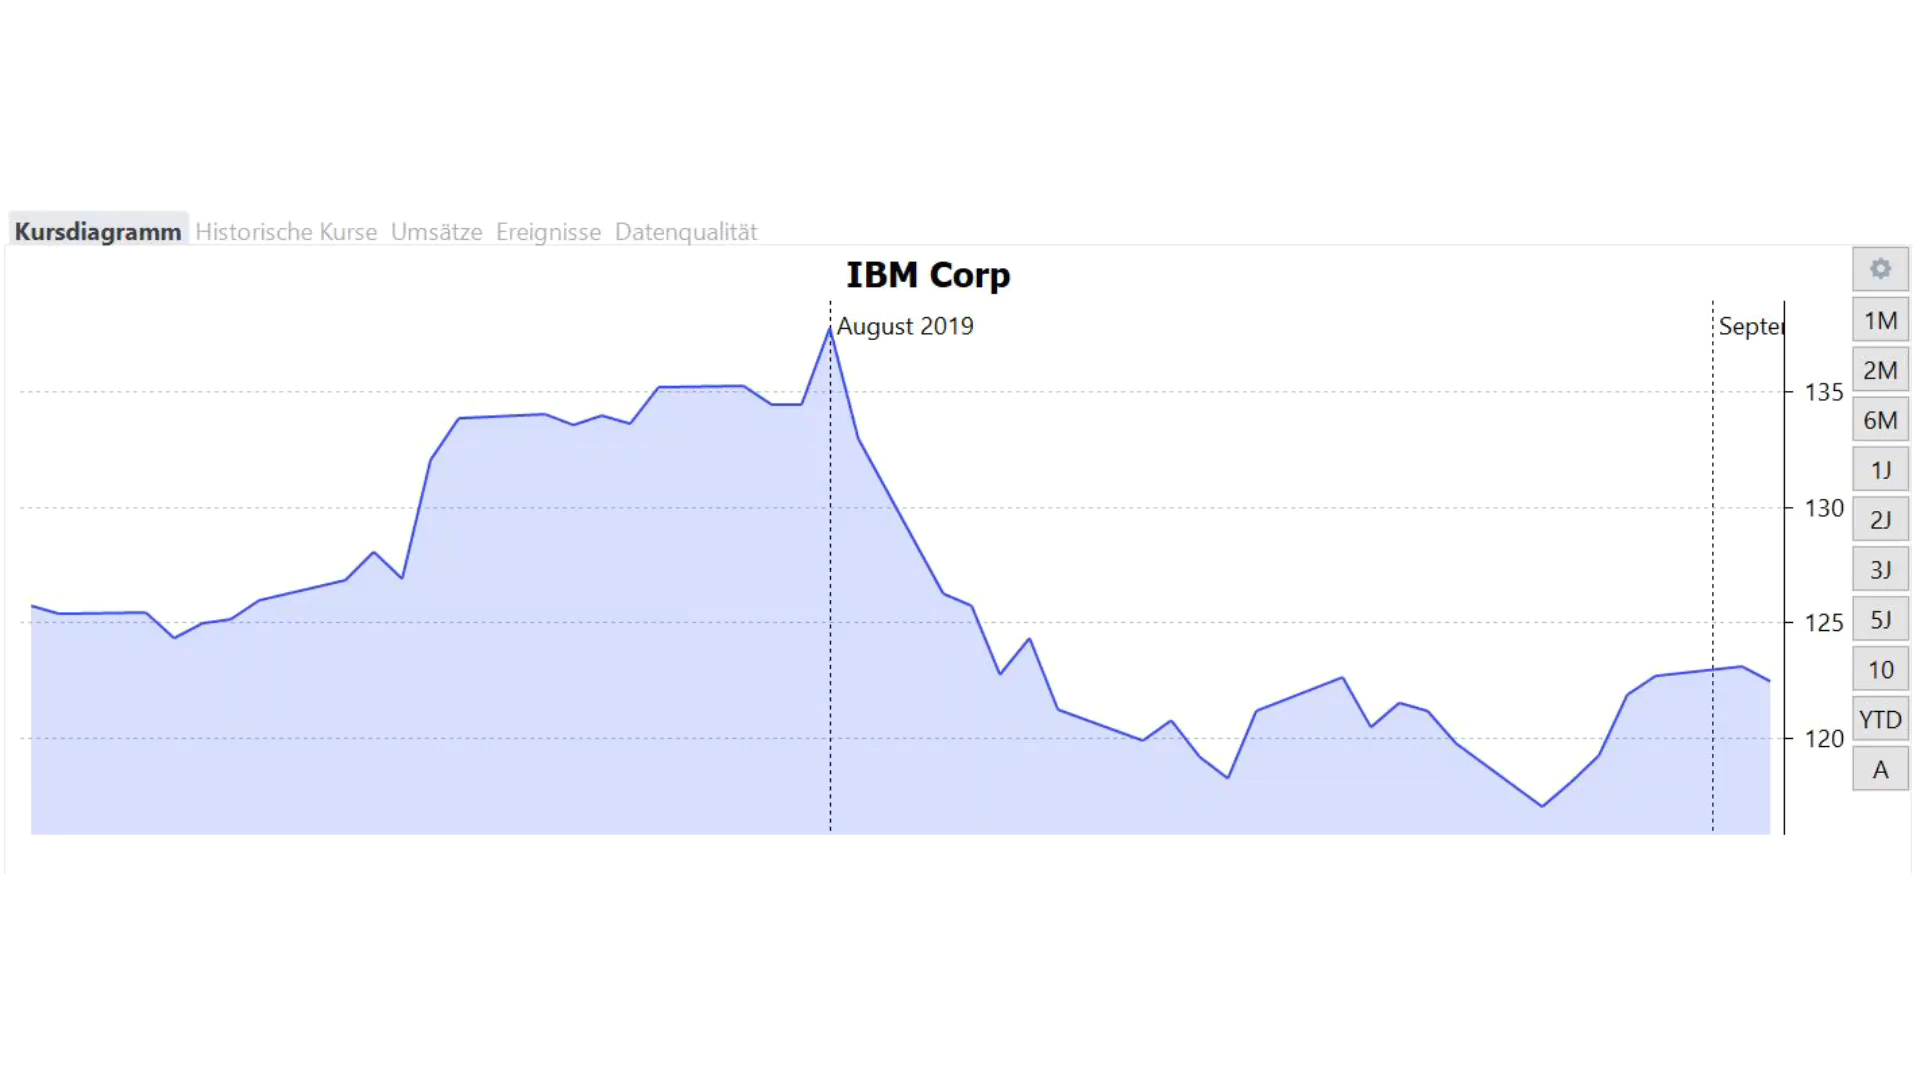 Kursdiagramm Historische Kurse Umsätze Ereignisse Datenqualität
IBM Corp
August 2019
Septer
135
130
125
120
1M
2M
6M
1J
2J
3J
5J
10
YTD
A